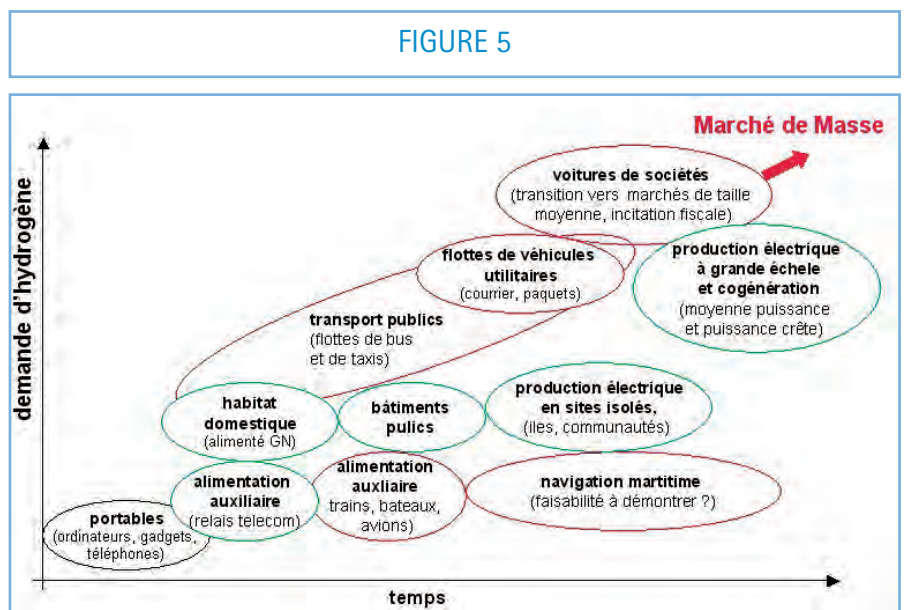 FIGURE 5
Marché de Masse
demande d'hydrogène
voitures de sociétés
(transition vers marchés de taille
moyenne, incitation fiscale)
flottes de véhicules
utilitaires
(courrier, paquets)
production électrique
à grande échele
et cogénération
(moyenne puissance
et puissance crête)
transport publics
(flottes de bus
et de taxis)
habitat
domestique
(alimenté GN)
bâtiments
pulics
production électrique
en sites isolés,
(iles, communautés)
alimentation
auxiliaire
(relais telecom)
alimentation
auxliaire
trains, bateaux,
avions)
navigation martitime
(faisabilité à démontrer ?)
portables
(ordinateurs, gadgets,
téléphones)
temps